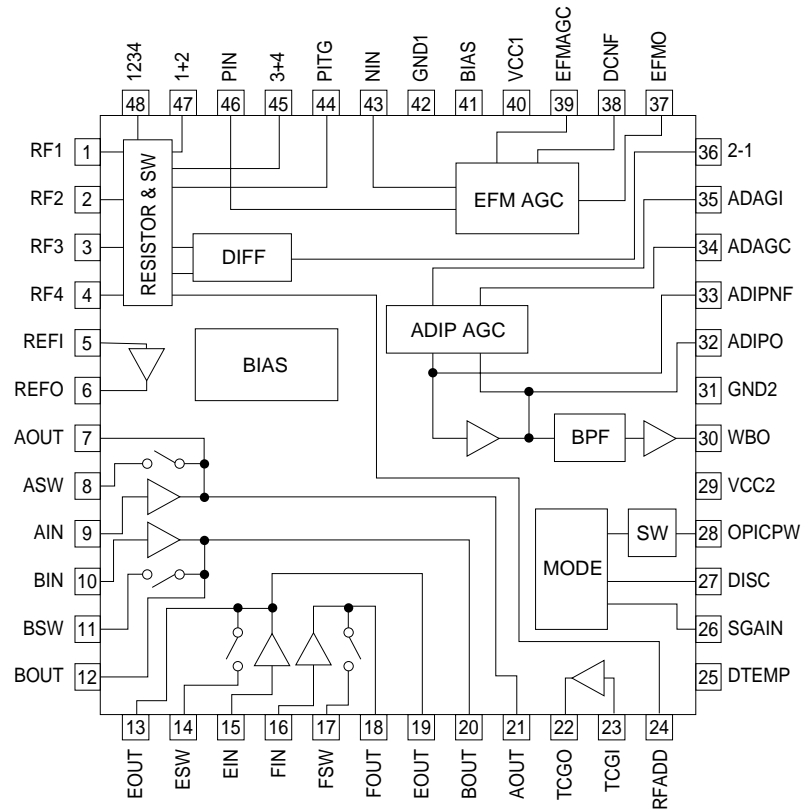 1234
1+2
PIN
3+4
PITG
NIN
GND1
BIAS
VCC1
EFMAGC
DCNF
EFMO
48
47
46
45
44
43
42
41
40
39
38
37
RF1 1
RF2 2
RF3 3
RF4 4
REFI 5
REFO 6
AOUT 7
ASW 8
AIN 9
BIN 10
BSW 11
BOUT 12
RESISTOR & SW
DIFF
EFM AGC
ADIP AGC
BIAS
BPF
MODE
SW
36 2-1
35 ADAGI
34 ADAGC
33 ADIPNF
32 ADIPO
31 GND2
30 WBO
29 VCC2
28 OPICPW
27 DISC
26 SGAIN
25 DTEMP
13
14
15
16
17
18
19
20
21
22
23
24
EOUT
ESW
EIN
FIN
FSW
FOUT
EOUT
BOUT
AOUT
TCGO
TCGI
RFADD